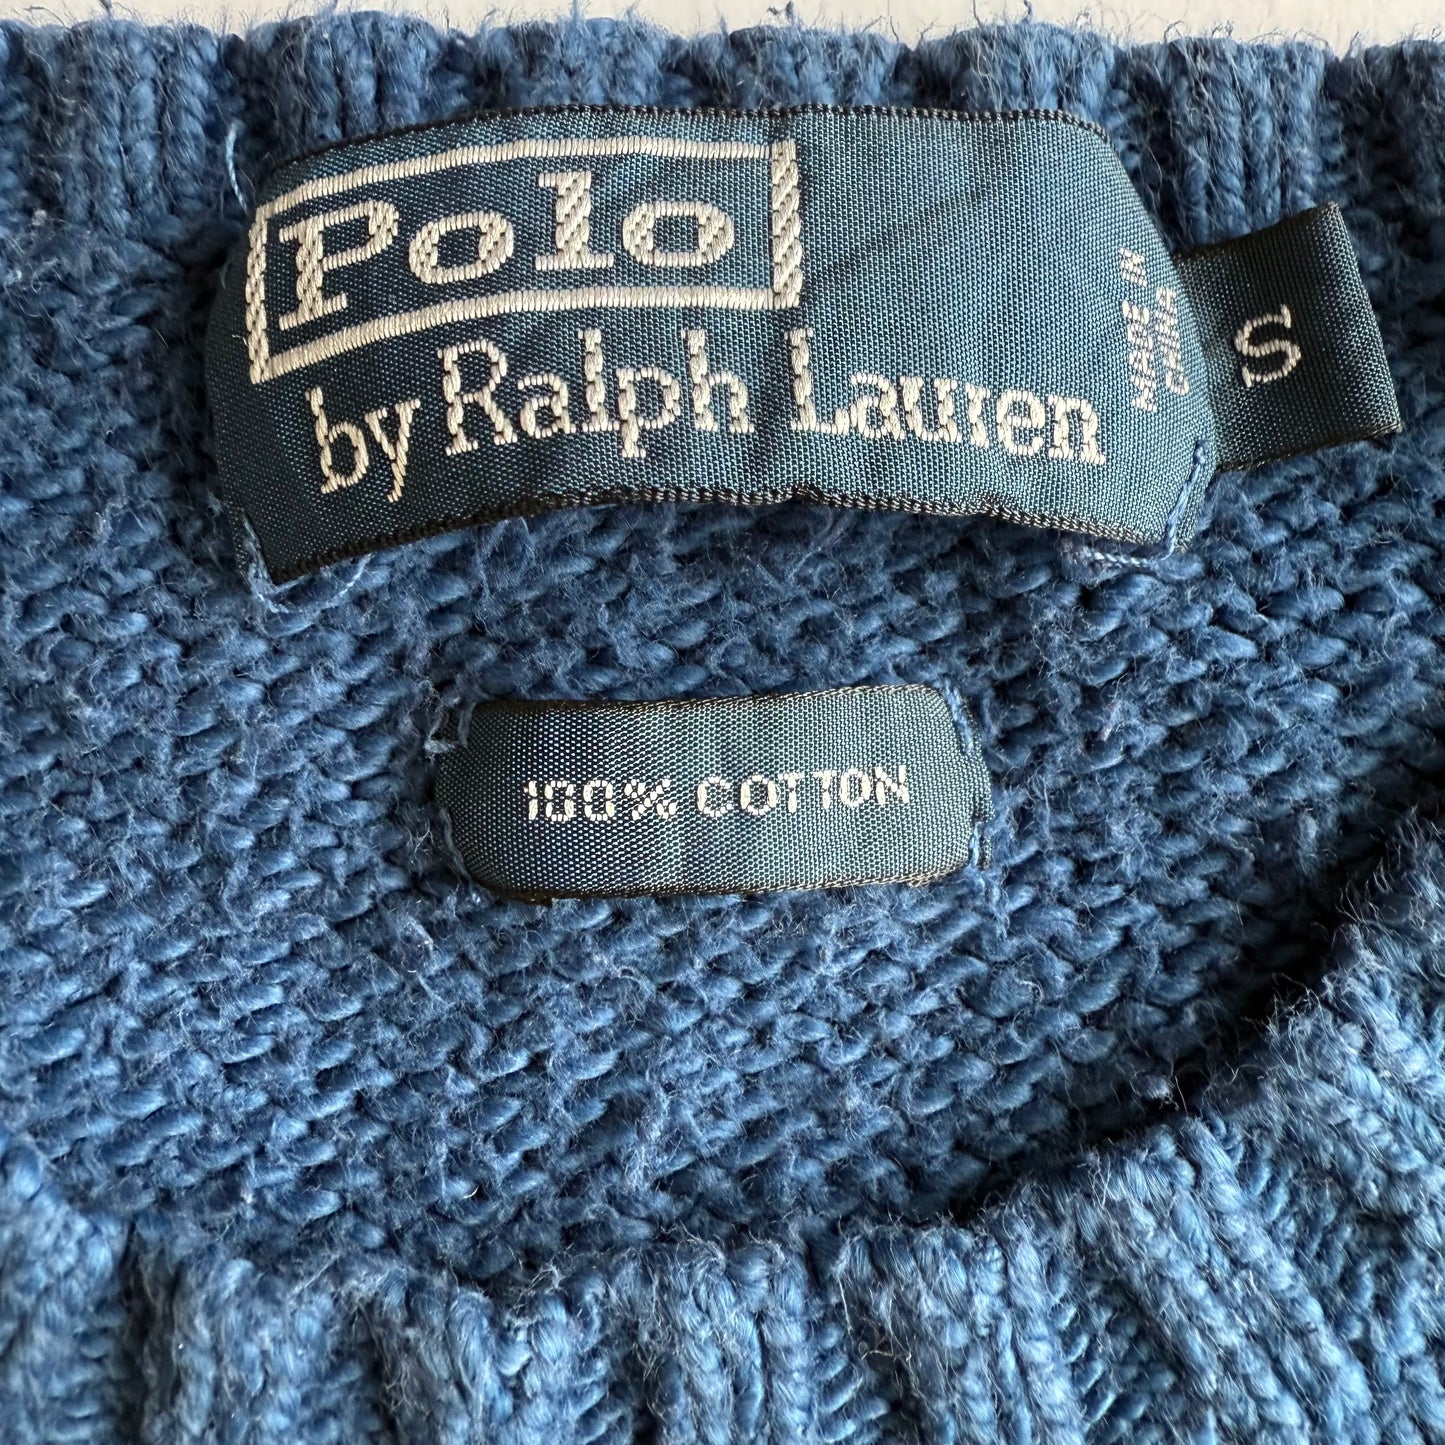 Polo
by Ralph Lauren
MADE IN
CHINA
S
100% COTTON